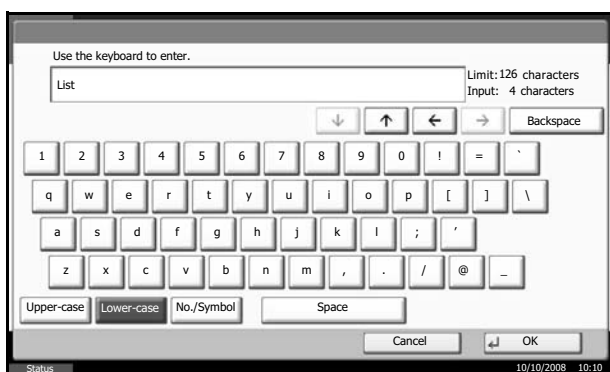 Use the keyboard to enter.
List
Limit: 126 characters
Input: 4 characters
↓ ↑ ← → Backspace
1 2 3 4 5 6 7 8 9 0 ! = `
q w e r t y u i o p [ ] \
a s d f g h j k l ; '
z x c v b n m , . / @ _
Upper-case Lower-case No./Symbol Space
Cancel OK
Status 10/10/2008 10:10